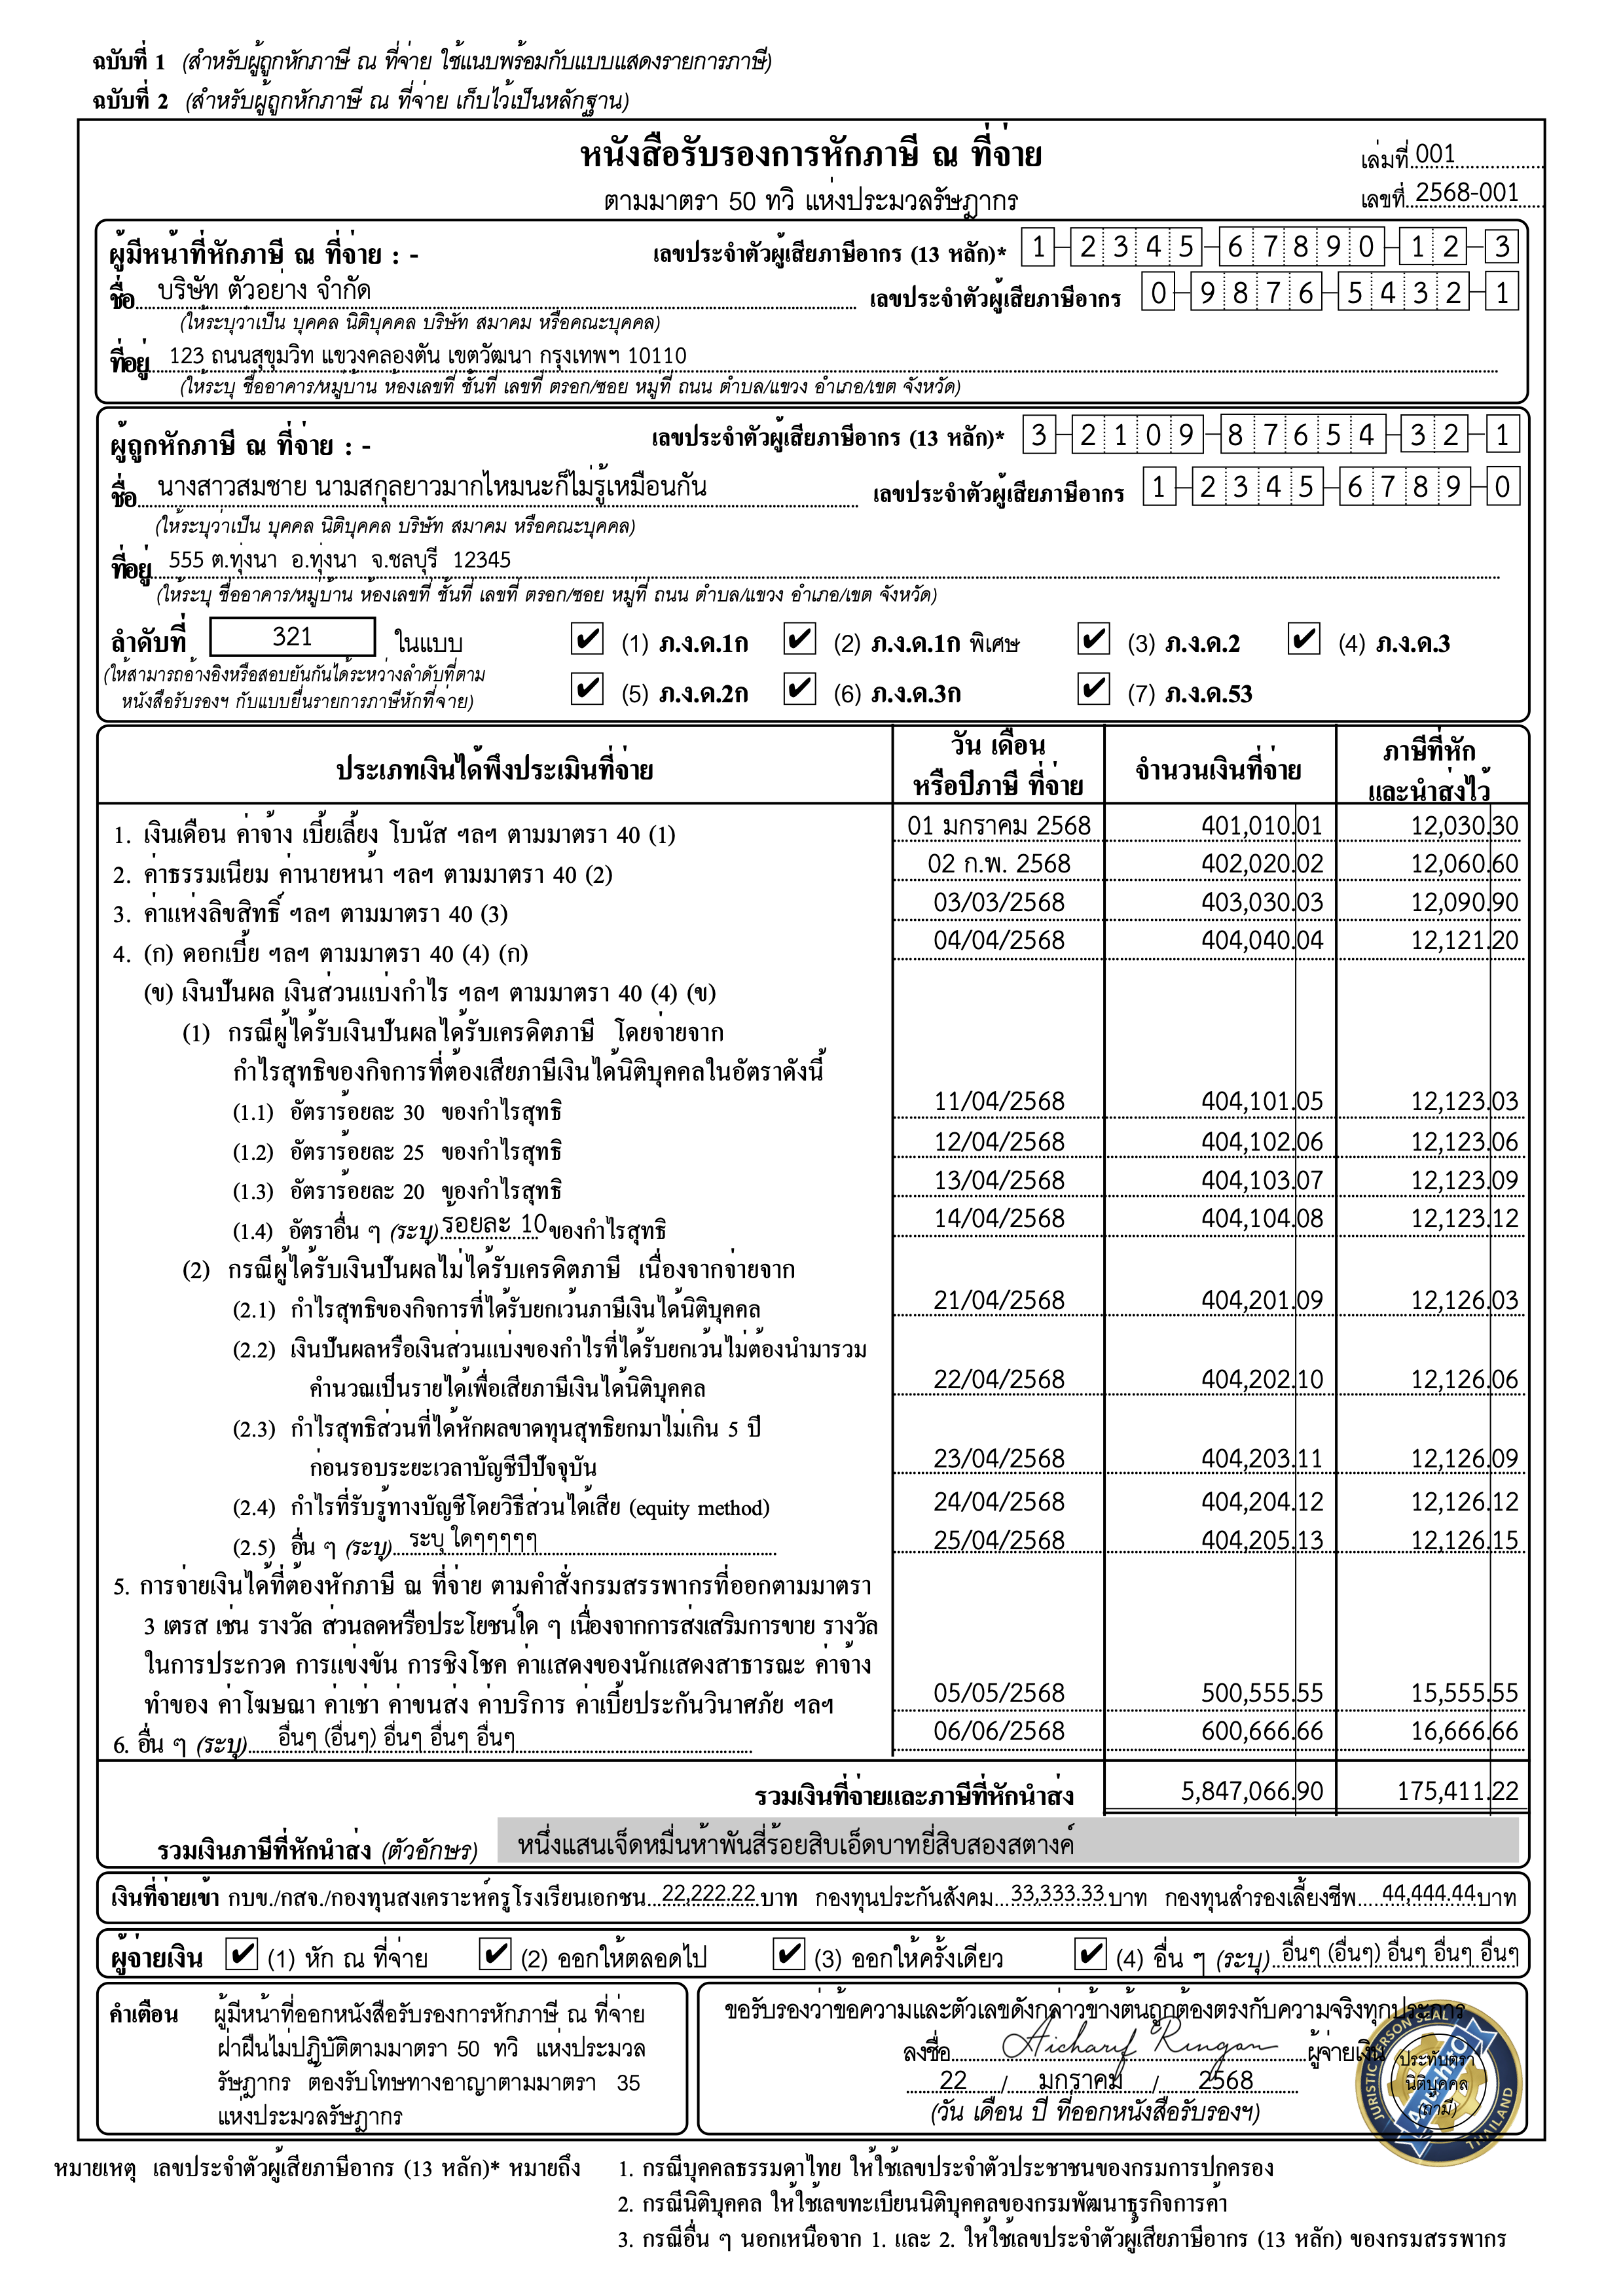 ฉบับที่ 1 (สำหรับผู้ถูกหักภาษี ณ ที่จ่าย ใช้แนบพร้อมกับแบบแสดงรายการภาษี)
ฉบับที่ 2 (สำหรับผู้ถูกหักภาษี ณ ที่จ่าย เก็บไว้เป็นหลักฐาน)
หนังสือรับรองการหักภาษี ณ ที่จ่าย
เล่มที่ 001
ตามมาตรา 50 ทวิ แห่งประมวลรัษฎากร
เลขที่ 2568-001
ผู้มีหน้าที่หักภาษี ณ ที่จ่าย : - เลขประจำตัวผู้เสียภาษีอากร (13 หลัก)* 1 2345 67890 12 3
ชื่อ บริษัท ตัวอย่าง จำกัด เลขประจำตัวผู้เสียภาษีอากร 0 9876 5432 1
(ให้ระบุว่าเป็น บุคคล นิติบุคคล บริษัท สมาคม หรือคณะบุคคล)
ที่อยู่ 123 ถนนสุขุมวิท แขวงคลองตัน เขตวัฒนา กรุงเทพฯ 10110
(ให้ระบุ ชื่ออาคาร/หมู่บ้าน ห้องเลขที่ ชั้นที่ เลขที่ ตรอก/ซอย หมู่ที่ ถนน ตำบล/แขวง อำเภอ/เขต จังหวัด)
ผู้ถูกหักภาษี ณ ที่จ่าย : - เลขประจำตัวผู้เสียภาษีอากร (13 หลัก)* 3 2109 87654 32 1
ชื่อ นางสาวสมชาย นามสกุลยาวมากไหมนะก็ไม่รู้เหมือนกัน เลขประจำตัวผู้เสียภาษีอากร 1 2345 6789 0
(ให้ระบุว่าเป็น บุคคล นิติบุคคล บริษัท สมาคม หรือคณะบุคคล)
ที่อยู่ 555 ต.ทุ่งนา อ.ทุ่งนา จ.ชลบุรี 12345
(ให้ระบุ ชื่ออาคาร/หมู่บ้าน ห้องเลขที่ ชั้นที่ เลขที่ ตรอก/ซอย หมู่ที่ ถนน ตำบล/แขวง อำเภอ/เขต จังหวัด)
ลำดับที่ 321 ในแบบ ✔ (1) ภ.ง.ด.1ก ✔ (2) ภ.ง.ด.1ก พิเศษ ✔ (3) ภ.ง.ด.2 ✔ (4) ภ.ง.ด.3
(ให้สามารถอ้างอิงหรือสอบยันกันได้ระหว่างลำดับที่ตาม
หนังสือรับรองฯ กับแบบยื่นรายการภาษีหักที่จ่าย) ✔ (5) ภ.ง.ด.2ก ✔ (6) ภ.ง.ด.3ก ✔ (7) ภ.ง.ด.53
ประเภทเงินได้พึงประเมินที่จ่าย
วัน เดือน
หรือปีภาษี ที่จ่าย
จำนวนเงินที่จ่าย
ภาษีที่หัก
และนำส่งไว้
1. เงินเดือน ค่าจ้าง เบี้ยเลี้ยง โบนัส ฯลฯ ตามมาตรา 40 (1) 01 มกราคม 2568 401,010.01 12,030.30
2. ค่าธรรมเนียม ค่านายหน้า ฯลฯ ตามมาตรา 40 (2) 02 ก.พ. 2568 402,020.02 12,060.60
3. ค่าแห่งลิขสิทธิ์ ฯลฯ ตามมาตรา 40 (3) 03/03/2568 403,030.03 12,090.90
4. (ก) ดอกเบี้ย ฯลฯ ตามมาตรา 40 (4) (ก) 04/04/2568 404,040.04 12,121.20
(ข) เงินปันผล เงินส่วนแบ่งกำไร ฯลฯ ตามมาตรา 40 (4) (ข)
(1) กรณีผู้ได้รับเงินปันผลได้รับเครดิตภาษี โดยจ่ายจาก
กำไรสุทธิของกิจการที่ต้องเสียภาษีเงินได้นิติบุคคลในอัตราดังนี้
(1.1) อัตราร้อยละ 30 ของกำไรสุทธิ 11/04/2568 404,101.05 12,123.03
(1.2) อัตราร้อยละ 25 ของกำไรสุทธิ 12/04/2568 404,102.06 12,123.06
(1.3) อัตราร้อยละ 20 ของกำไรสุทธิ 13/04/2568 404,103.07 12,123.09
(1.4) อัตราอื่น ๆ (ระบุ) ร้อยละ 10 ของกำไรสุทธิ 14/04/2568 404,104.08 12,123.12
(2) กรณีผู้ได้รับเงินปันผลไม่ได้รับเครดิตภาษี เนื่องจากจ่ายจาก
(2.1) กำไรสุทธิของกิจการที่ได้รับยกเว้นภาษีเงินได้นิติบุคคล 21/04/2568 404,201.09 12,126.03
(2.2) เงินปันผลหรือเงินส่วนแบ่งของกำไรที่ได้รับยกเว้นไม่ต้องนำมารวม
คำนวณเป็นรายได้เพื่อเสียภาษีเงินได้นิติบุคคล 22/04/2568 404,202.10 12,126.06
(2.3) กำไรสุทธิส่วนที่ได้หักผลขาดทุนสุทธิยกมาไม่เกิน 5 ปี
ก่อนรอบระยะเวลาบัญชีปีปัจจุบัน 23/04/2568 404,203.11 12,126.09
(2.4) กำไรที่รับรู้ทางบัญชีโดยวิธีส่วนได้เสีย (equity method) 24/04/2568 404,204.12 12,126.12
(2.5) อื่น ๆ (ระบุ) ระบุ ใดๆๆๆๆๆ 25/04/2568 404,205.13 12,126.15
5. การจ่ายเงินได้ที่ต้องหักภาษี ณ ที่จ่าย ตามคำสั่งกรมสรรพากรที่ออกตามมาตรา
3 เตรส เช่น รางวัล ส่วนลดหรือประโยชน์ใด ๆ เนื่องจากการส่งเสริมการขาย รางวัล
ในการประกวด การแข่งขัน การชิงโชค ค่าแสดงของนักแสดงสาธารณะ ค่าจ้าง
ทำของ ค่าโฆษณา ค่าเช่า ค่าขนส่ง ค่าบริการ ค่าเบี้ยประกันวินาศภัย ฯลฯ 05/05/2568 500,555.55 15,555.55
6. อื่น ๆ (ระบุ) อื่นๆ (อื่นๆ) อื่นๆ อื่นๆ อื่นๆ 06/06/2568 600,666.66 16,666.66
รวมเงินที่จ่ายและภาษีที่หักนำส่ง 5,847,066.90 175,411.22
รวมเงินภาษีที่หักนำส่ง (ตัวอักษร) หนึ่งแสนเจ็ดหมื่นห้าพันสี่ร้อยสิบเอ็ดบาทยี่สิบสองสตางค์
เงินที่จ่ายเข้า กบข./กสจ./กองทุนสงเคราะห์ครูโรงเรียนเอกชน 22,222.22 บาท กองทุนประกันสังคม 33,333.33 บาท กองทุนสำรองเลี้ยงชีพ 44,444.44 บาท
ผู้จ่ายเงิน ✔ (1) หัก ณ ที่จ่าย ✔ (2) ออกให้ตลอดไป ✔ (3) ออกให้ครั้งเดียว ✔ (4) อื่น ๆ (ระบุ) อื่นๆ (อื่นๆ) อื่นๆ อื่นๆ อื่นๆ
คำเตือน ผู้มีหน้าที่ออกหนังสือรับรองการหักภาษี ณ ที่จ่าย
ฝ่าฝืนไม่ปฏิบัติตามมาตรา 50 ทวิ แห่งประมวล
รัษฎากร ต้องรับโทษทางอาญาตามมาตรา 35
แห่งประมวลรัษฎากร
ขอรับรองว่าข้อความและตัวเลขดังกล่าวข้างต้นถูกต้องตรงกับความจริงทุกประการ
ลงชื่อ ผู้จ่ายเงิน
22 / มกราคม / 2568
(วัน เดือน ปี ที่ออกหนังสือรับรองฯ)
JURISTIC PERSON SEAL
ประทับตรา
นิติบุคคล
(ถ้ามี)
THAILAND
หมายเหตุ เลขประจำตัวผู้เสียภาษีอากร (13 หลัก)* หมายถึง 1. กรณีบุคคลธรรมดาไทย ให้ใช้เลขประจำตัวประชาชนของกรมการปกครอง
2. กรณีนิติบุคคล ให้ใช้เลขทะเบียนนิติบุคคลของกรมพัฒนาธุรกิจการค้า
3. กรณีอื่น ๆ นอกเหนือจาก 1. และ 2. ให้ใช้เลขประจำตัวผู้เสียภาษีอากร (13 หลัก) ของกรมสรรพากร